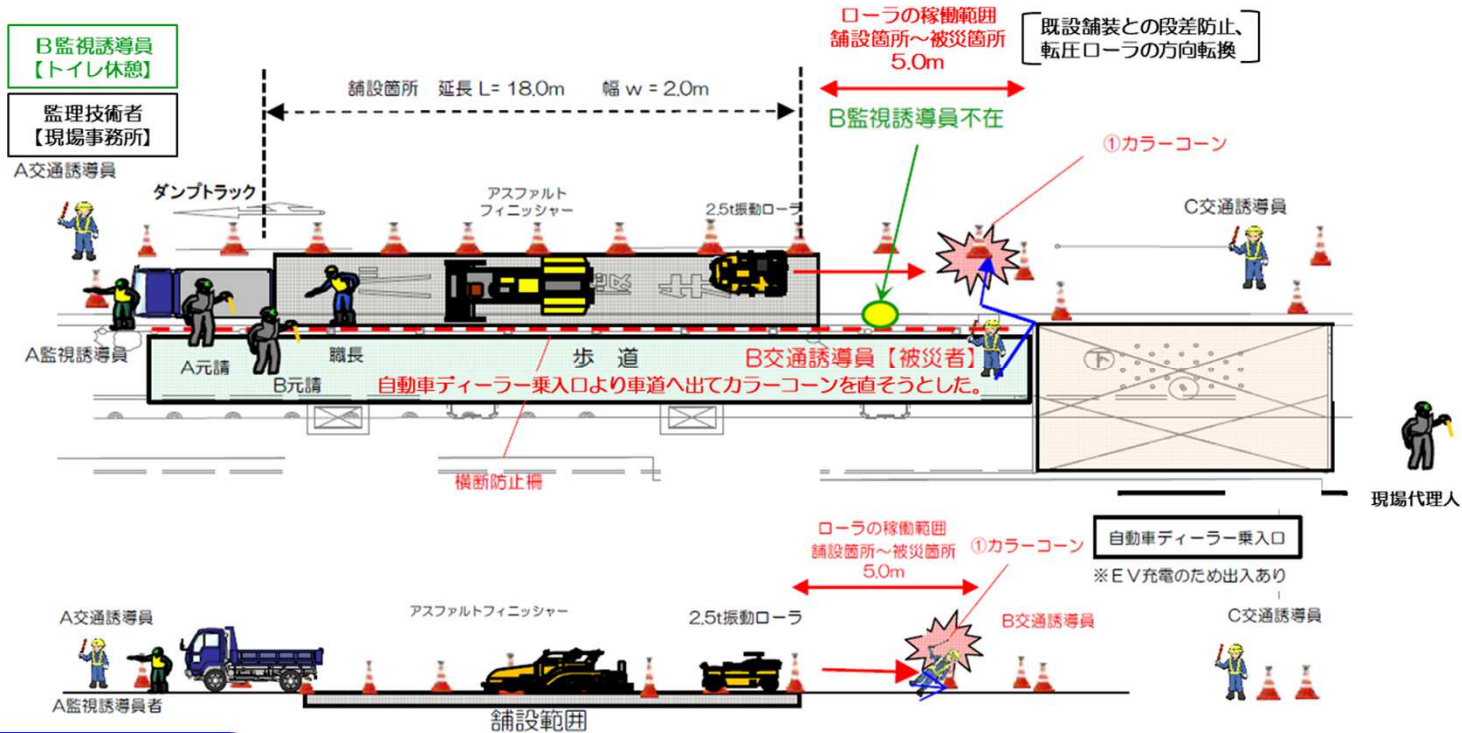 B監視誘導員
【トイレ休憩】
監理技術者
【現場事務所】
A交通誘導員
ダンプトラック
舗設箇所　延長 L= 18.0m　幅 w = 2.0m
ローラの稼働範囲
舗設箇所～被災箇所
5.0m
既設舗装との段差防止、
転圧ローラの方向転換
B監視誘導員不在
①カラーコーン
アスファルト
フィニッシャー
2.5t振動ローラ
C交通誘導員
A監視誘導員
A元請
B元請
職長
歩　道
B交通誘導員【被災者】
自動車ディーラー乗入口より車道へ出てカラーコーンを直そうとした。
横断防止柵
現場代理人
自動車ディーラー乗入口
※EV充電のため出入あり
ローラの稼働範囲
舗設箇所～被災箇所
5.0m
①カラーコーン
A交通誘導員
アスファルトフィニッシャー
2.5t振動ローラ
B交通誘導員
C交通誘導員
A監視誘導員者
舗設範囲